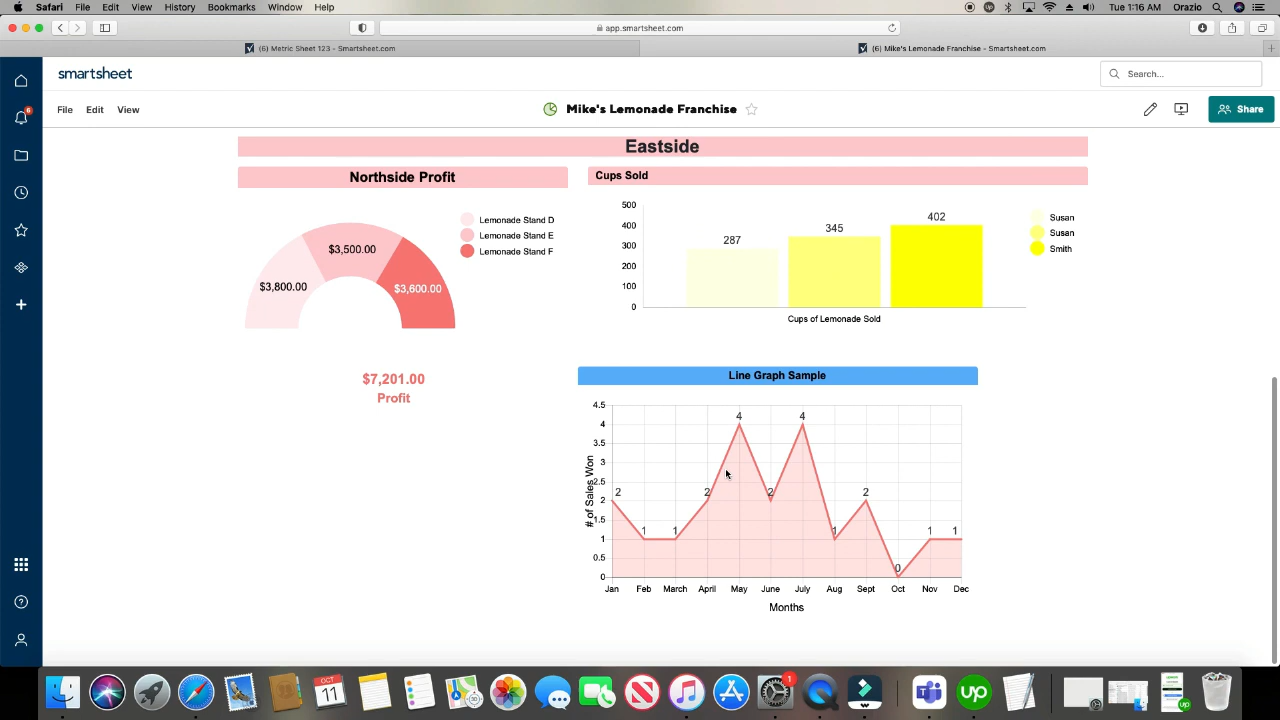 Safari File Edit View History Bookmarks Window Help
Tue 1:16 AM Orazio
app.smartsheet.com
(6) Metric Sheet 123 - Smartsheet.com
(6) Mike's Lemonade Franchise - Smartsheet.com
smartsheet
Search...
File Edit View
Mike's Lemonade Franchise
Share
6
Eastside
Northside Profit
Lemonade Stand D
Lemonade Stand E
Lemonade Stand F
$3,500.00
$3,800.00
$3,600.00
$7,201.00
Profit
Cups Sold
500
400
300
200
100
0
287
345
402
Cups of Lemonade Sold
Susan
Susan
Smith
Line Graph Sample
# of Sales Won
4.5
4
3.5
3
2.5
2
1.5
1
0.5
0
2 1 1 2 4 2 4 1 2 0 1 1
Jan Feb March April May June July Aug Sept Oct Nov Dec
Months
OCT
11
1
up